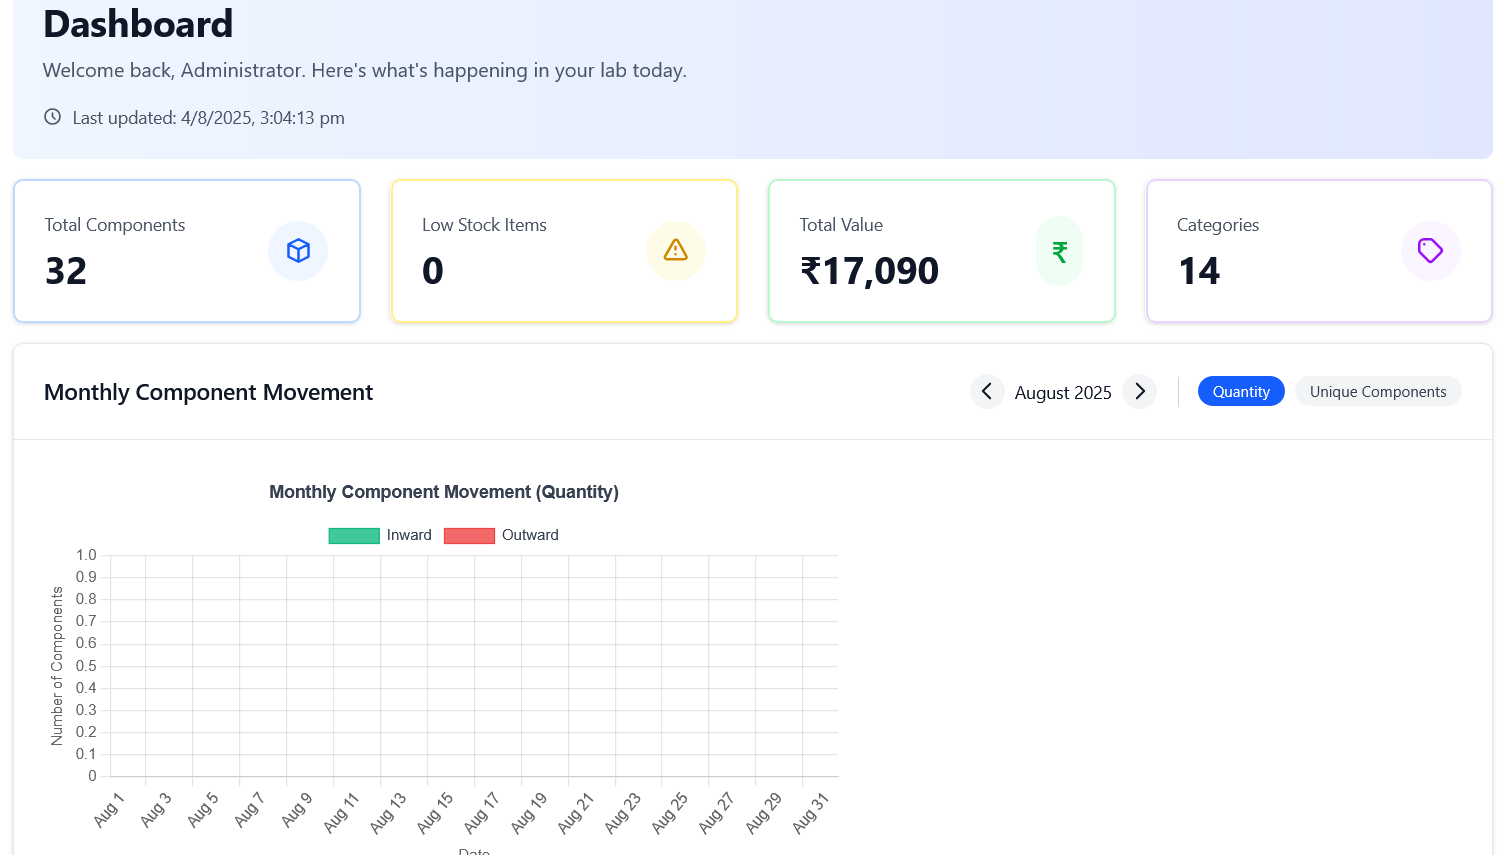 Dashboard
Welcome back, Administrator. Here's what's happening in your lab today.
Last updated: 4/8/2025, 3:04:13 pm
Total Components
32
Low Stock Items
0
Total Value
₹17,090
₹
Categories
14
Monthly Component Movement
August 2025
Quantity
Unique Components
Monthly Component Movement (Quantity)
Inward
Outward
Number of Components
1.0
0.9
0.8
0.7
0.6
0.5
0.4
0.3
0.2
0.1
0
Aug 1
Aug 3
Aug 5
Aug 7
Aug 9
Aug 11
Aug 13
Aug 15
Aug 17
Aug 19
Aug 21
Aug 23
Aug 25
Aug 27
Aug 29
Aug 31
Date